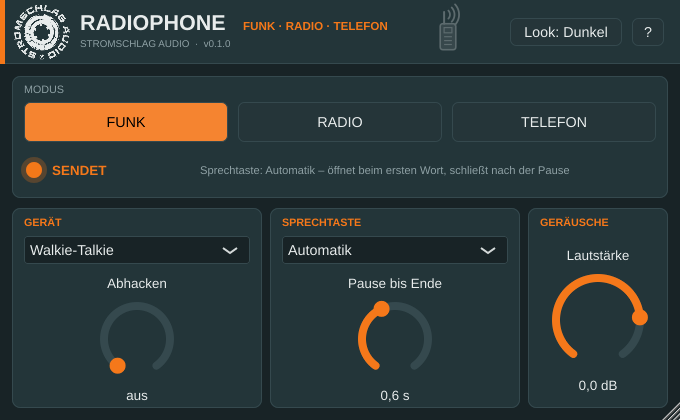 STROMSCHLAG AUDIO
RADIOPHONE
FUNK · RADIO · TELEFON
STROMSCHLAG AUDIO · v0.1.0
Look: Dunkel
?
MODUS
FUNK
RADIO
TELEFON
SENDET
Sprechtaste: Automatik – öffnet beim ersten Wort, schließt nach der Pause
GERÄT
Walkie-Talkie
Abhacken
aus
SPRECHTASTE
Automatik
Pause bis Ende
0,6 s
GERÄUSCHE
Lautstärke
0,0 dB